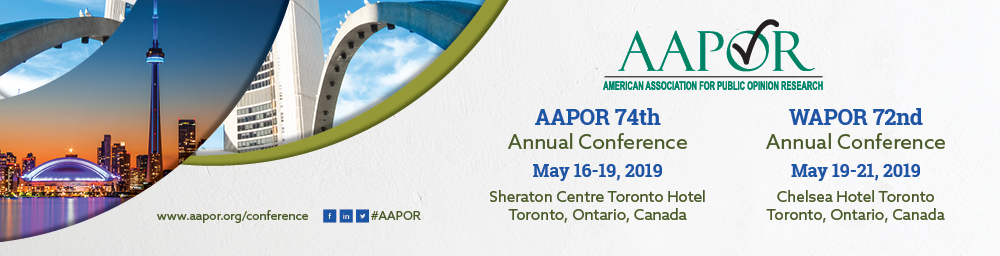 AAPOR
AMERICAN ASSOCIATION FOR PUBLIC OPINION RESEARCH
AAPOR 74th
Annual Conference
May 16-19, 2019
Sheraton Centre Toronto Hotel
Toronto, Ontario, Canada
WAPOR 72nd
Annual Conference
May 19-21, 2019
Chelsea Hotel Toronto
Toronto, Ontario, Canada
www.aapor.org/conference f in #AAPOR